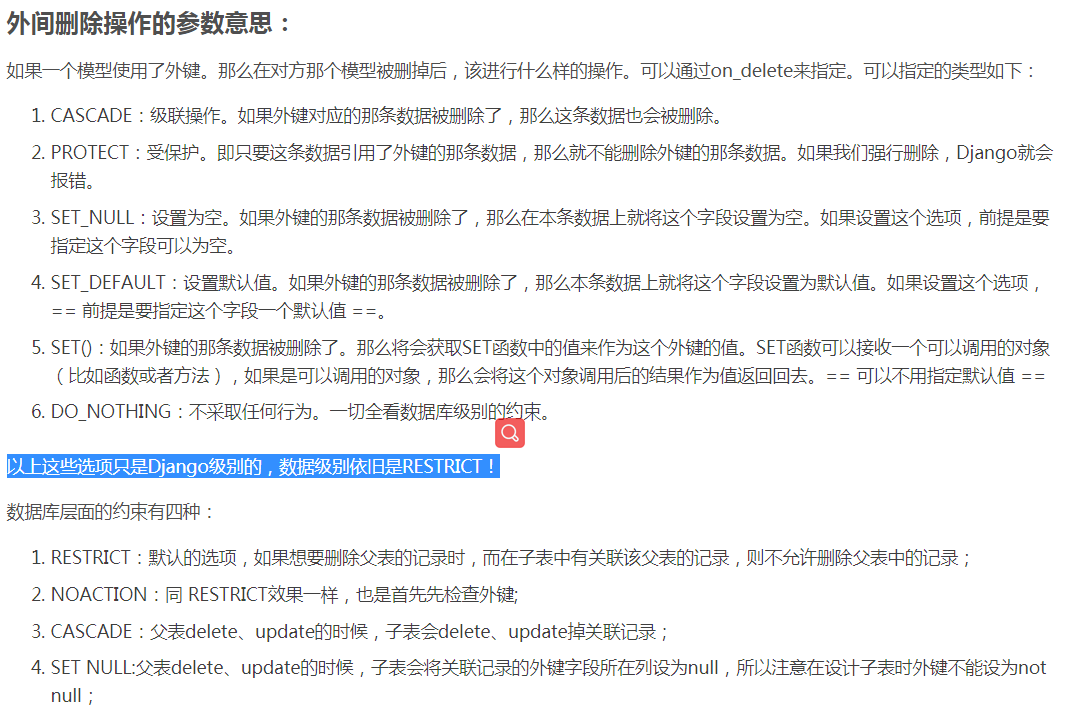 外间删除操作的参数意思：
如果一个模型使用了外键。那么在对方那个模型被删掉后，该进行什么样的操作。可以通过on_delete来指定。可以指定的类型如下：
1. CASCADE：级联操作。如果外键对应的那条数据被删除了，那么这条数据也会被删除。
2. PROTECT：受保护。即只要这条数据引用了外键的那条数据，那么就不能删除外键的那条数据。如果我们强行删除，Django就会
报错。
3. SET_NULL：设置为空。如果外键的那条数据被删除了，那么在本条数据上就将这个字段设置为空。如果设置这个选项，前提是要
指定这个字段可以为空。
4. SET_DEFAULT：设置默认值。如果外键的那条数据被删除了，那么本条数据上就将这个字段设置为默认值。如果设置这个选项，
== 前提是要指定这个字段一个默认值 ==。
5. SET()：如果外键的那条数据被删除了。那么将会获取SET函数中的值来作为这个外键的值。SET函数可以接收一个可以调用的对象
（比如函数或者方法），如果是可以调用的对象，那么会将这个对象调用后的结果作为值返回回去。== 可以不用指定默认值 ==
6. DO_NOTHING：不采取任何行为。一切全看数据库级别的约束。
以上这些选项只是Django级别的，数据级别依旧是RESTRICT！
数据库层面的约束有四种：
1. RESTRICT：默认的选项，如果想要删除父表的记录时，而在子表中有关联该父表的记录，则不允许删除父表中的记录；
2. NOACTION：同 RESTRICT效果一样，也是首先先检查外键;
3. CASCADE：父表delete、update的时候，子表会delete、update掉关联记录；
4. SET NULL:父表delete、update的时候，子表会将关联记录的外键字段所在列设为null，所以注意在设计子表时外键不能设为not
null；